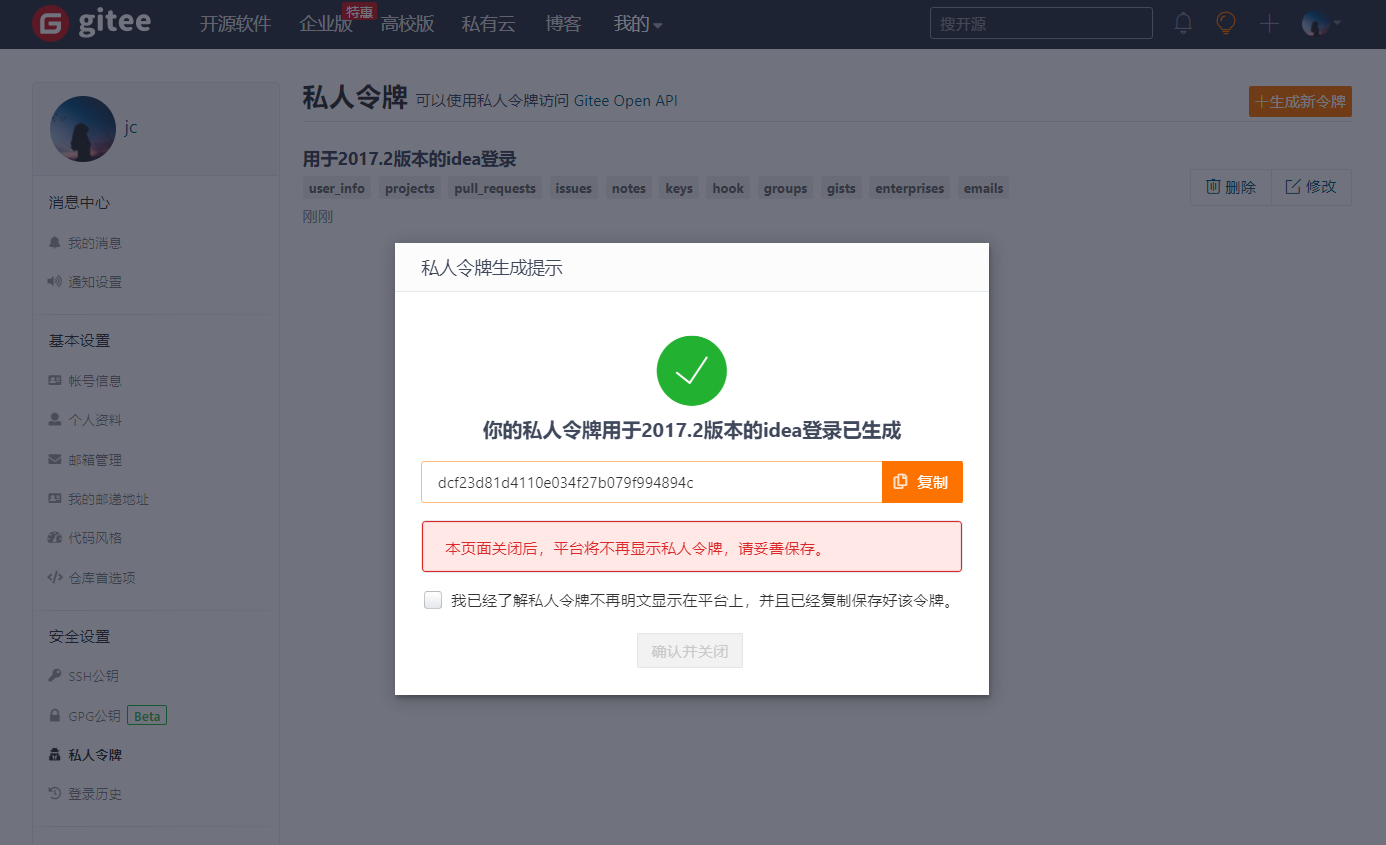 gitee 开源软件 企业版 特惠 高校版 私有云 博客 我的 搜开源
jc
消息中心
我的消息
通知设置
基本设置
帐号信息
个人资料
邮箱管理
我的邮递地址
代码风格
仓库首选项
安全设置
SSH公钥
GPG公钥 Beta
私人令牌
登录历史
私人令牌 可以使用私人令牌访问 Gitee Open API +生成新令牌
用于2017.2版本的idea登录
user_info projects pull_requests issues notes keys hook groups gists enterprises emails
删除 修改
刚刚
私人令牌生成提示
你的私人令牌用于2017.2版本的idea登录已生成
dcf23d81d4110e034f27b079f994894c 复制
本页面关闭后，平台将不再显示私人令牌，请妥善保存。
我已经了解私人令牌不再明文显示在平台上，并且已经复制保存好该令牌。
确认并关闭